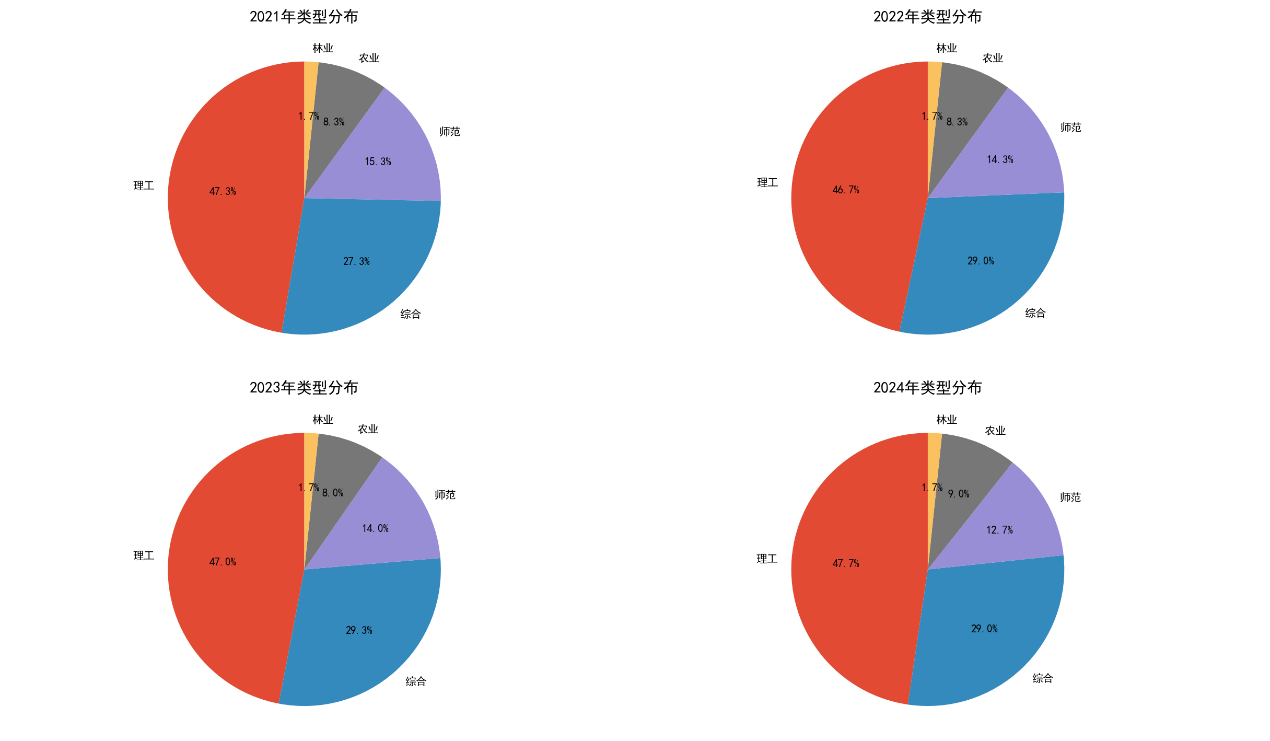 2021年类型分布
林业
农业
师范
综合
理工
1.7%
8.3%
15.3%
27.3%
47.3%
2022年类型分布
林业
农业
师范
综合
理工
1.7%
8.3%
14.3%
29.0%
46.7%
2023年类型分布
林业
农业
师范
综合
理工
1.7%
8.0%
14.0%
29.3%
47.0%
2024年类型分布
林业
农业
师范
综合
理工
1.7%
9.0%
12.7%
29.0%
47.7%